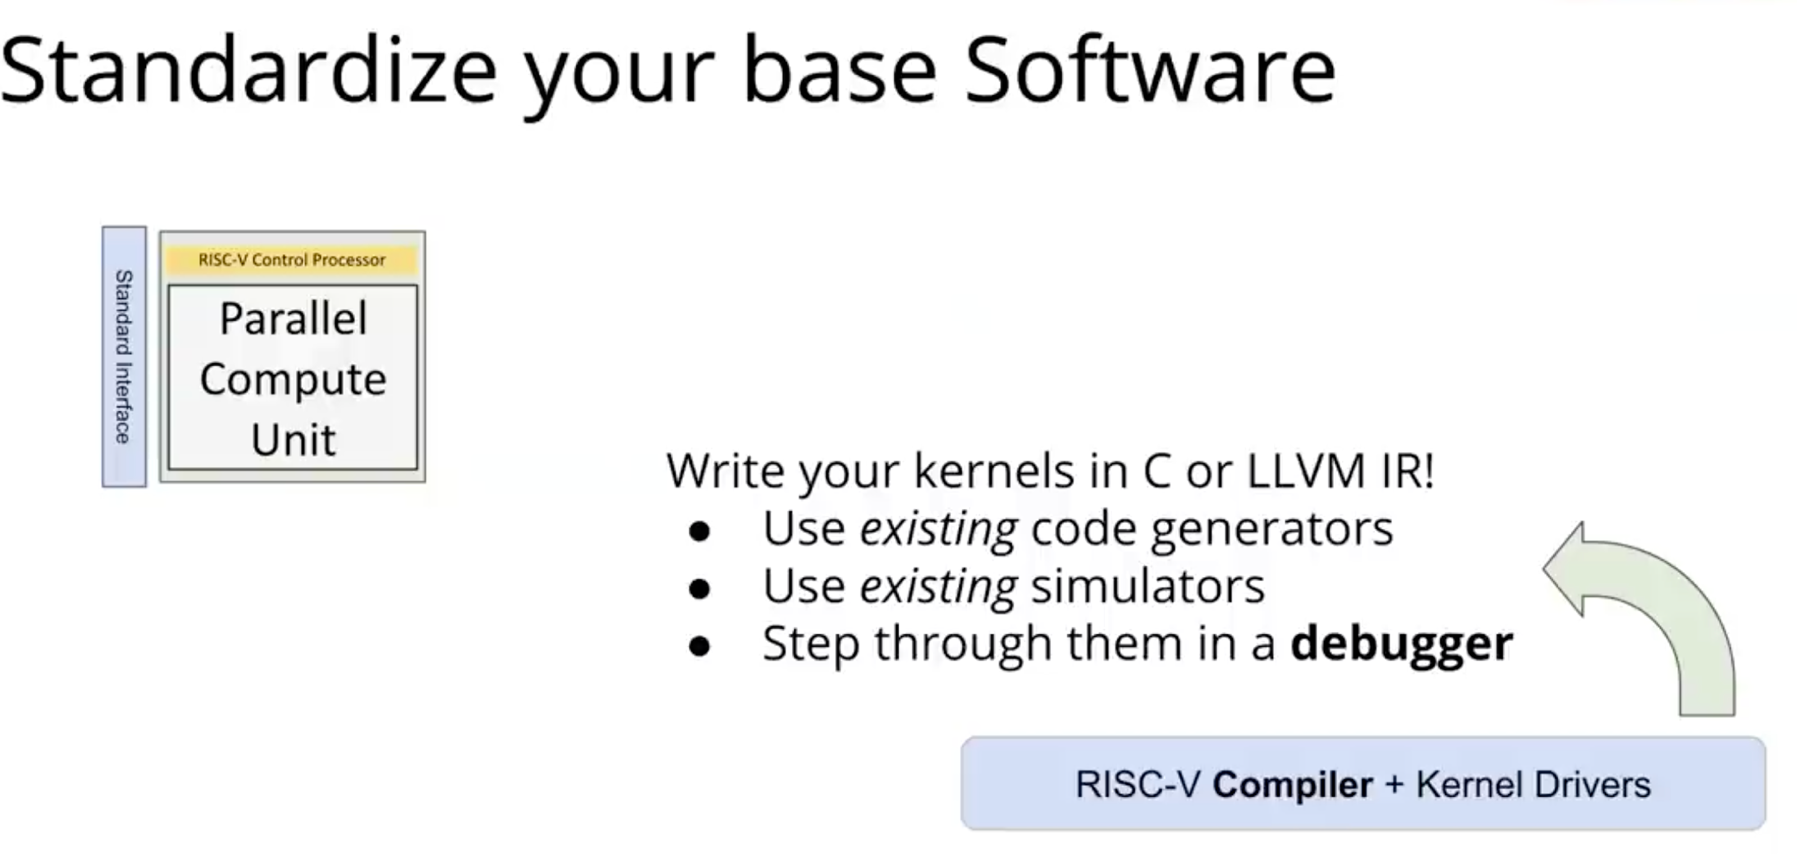 Standardize your base Software
Standard Interface
RISC-V Control Processor
Parallel
Compute
Unit
Write your kernels in C or LLVM IR!
● Use existing code generators
● Use existing simulators
● Step through them in a debugger
RISC-V Compiler + Kernel Drivers